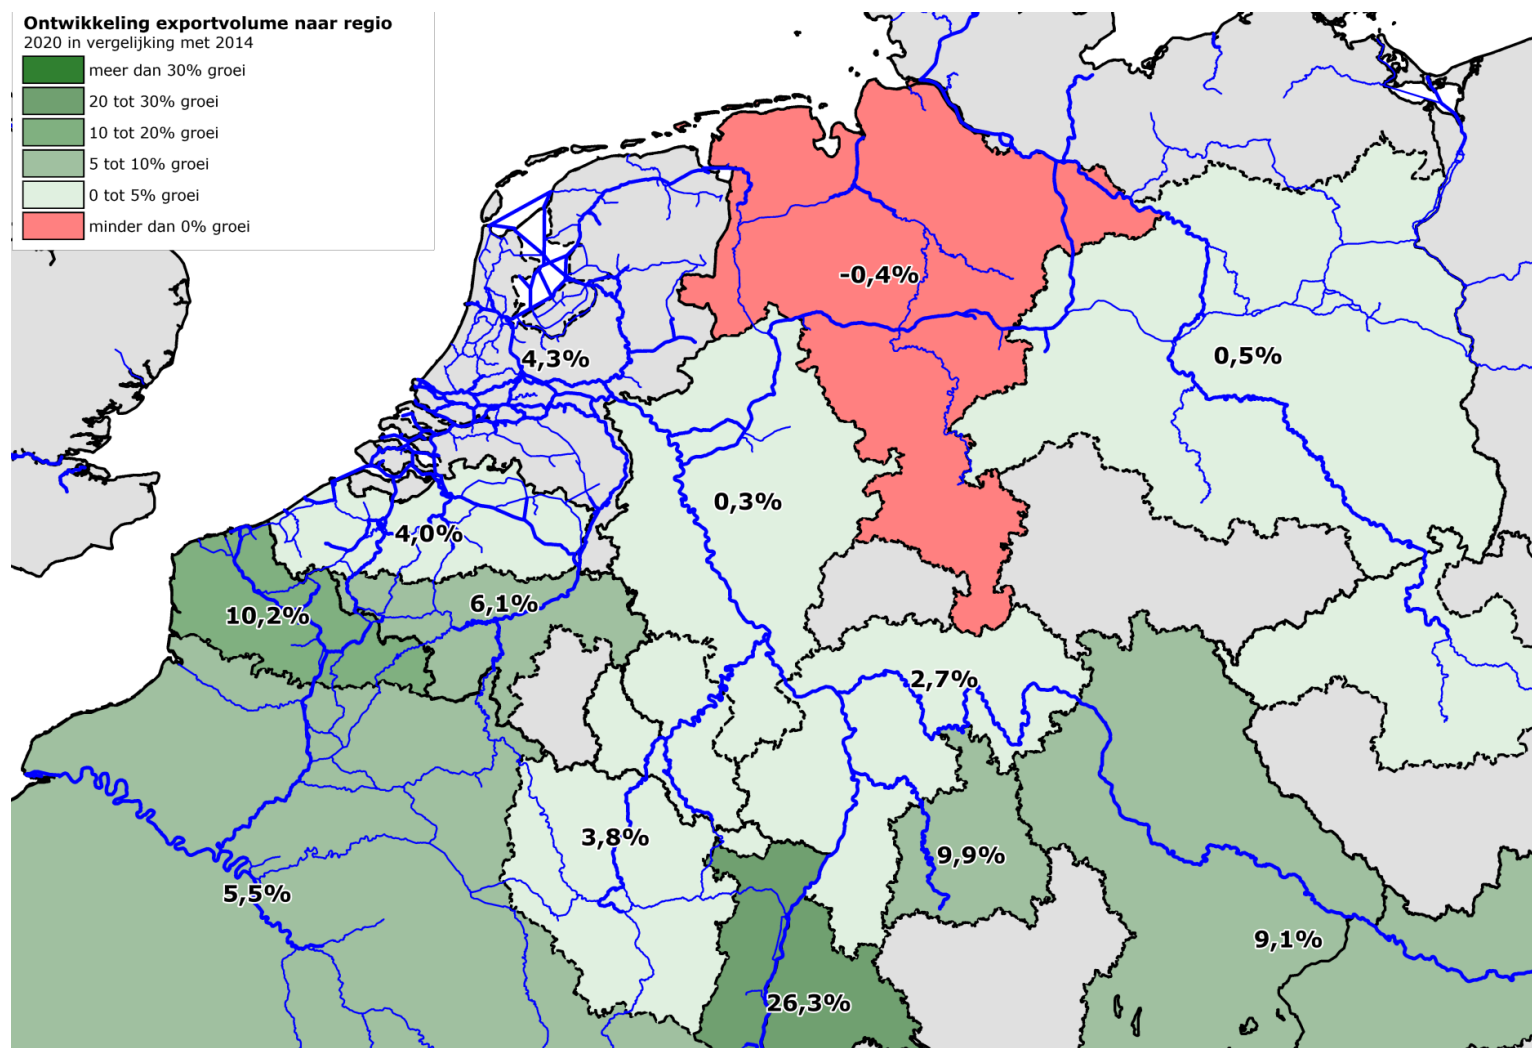 Ontwikkeling exportvolume naar regio
2020 in vergelijking met 2014
meer dan 30% groei
20 tot 30% groei
10 tot 20% groei
5 tot 10% groei
0 tot 5% groei
minder dan 0% groei
-0,4%
4,3%
0,5%
0,3%
4,0%
6,1%
10,2%
2,7%
3,8%
9,9%
5,5%
9,1%
26,3%